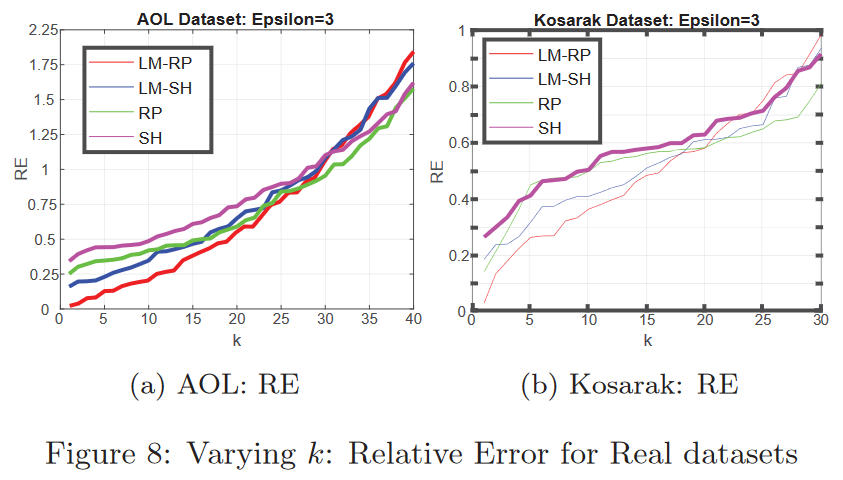 AOL Dataset: Epsilon=3
2.25
1.75
1.5
1.25
1
0.75
0.5
0.25
0
RE
LM-RP
LM-SH
RP
SH
0 5 10 15 20 25 30 35 40
k
(a) AOL: RE
Kosarak Dataset: Epsilon=3
1
0.8
0.6
0.4
0.2
0
RE
LM-RP
LM-SH
RP
SH
0 5 10 15 20 25 30
k
(b) Kosarak: RE
Figure 8: Varying k: Relative Error for Real datasets